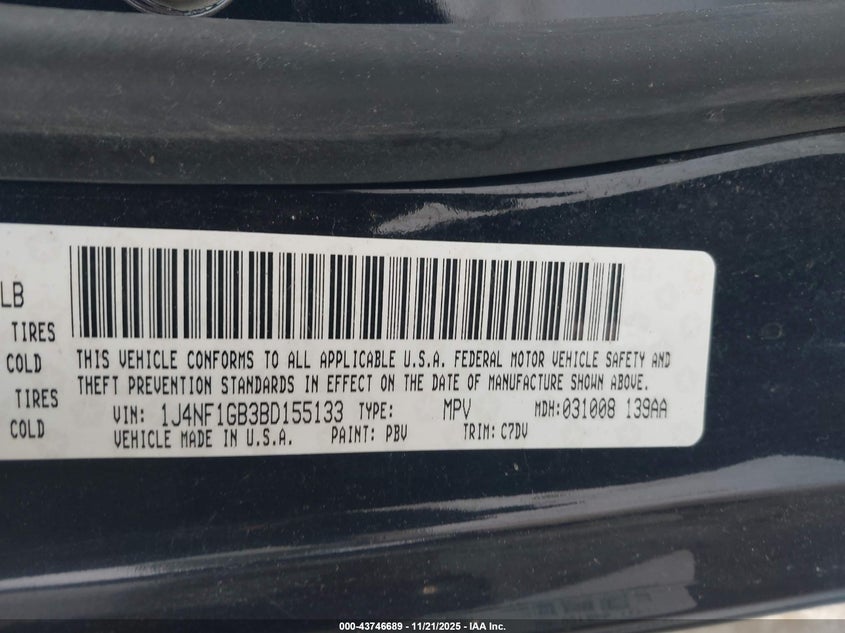 LB
TIRES
COLD
TIRES
COLD
THIS VEHICLE CONFORMS TO ALL APPLICABLE U.S.A. FEDERAL MOTOR VEHICLE SAFETY AND
THEFT PREVENTION STANDARDS IN EFFECT ON THE DATE OF MANUFACTURE SHOWN ABOVE.
VIN: 1J4NF1GB3BD155133 TYPE: MPV MDH:031008 139AA
VEHICLE MADE IN U.S.A. PAINT: PBV TRIM: C7DV
000-43746689 - 11/21/2025 - IAA Inc.